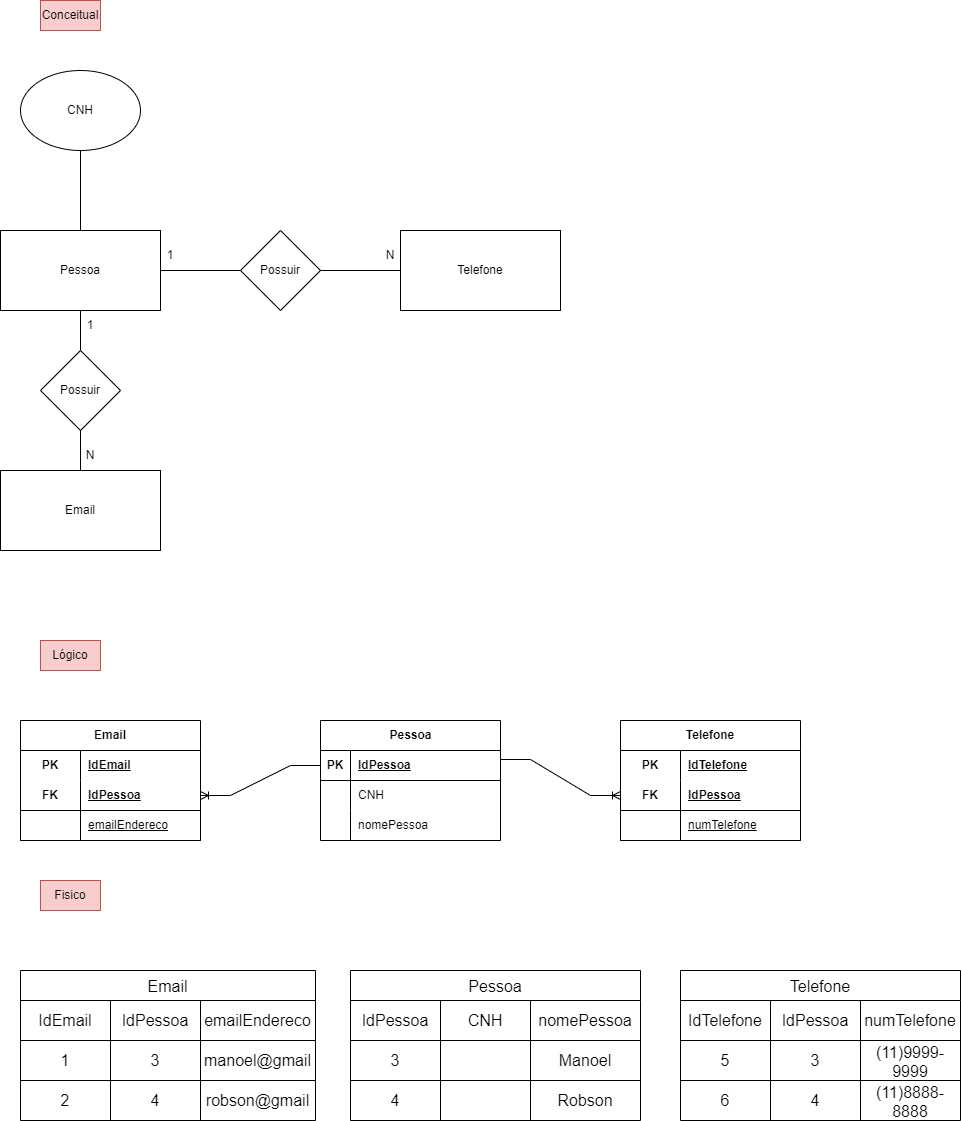 Conceitual
CNH
Pessoa
1
Possuir
N
Telefone
1
Possuir
N
Email
Lógico
Email
PK IdEmail
FK IdPessoa
emailEndereco
Pessoa
PK IdPessoa
CNH
nomePessoa
Telefone
PK IdTelefone
FK IdPessoa
numTelefone
Fisico
Email
IdEmail IdPessoa emailEndereco
1 3 manoel@gmail
2 4 robson@gmail
Pessoa
IdPessoa CNH nomePessoa
3 Manoel
4 Robson
Telefone
IdTelefone IdPessoa numTelefone
5 3 (11)9999-
9999
6 4 (11)8888-
8888